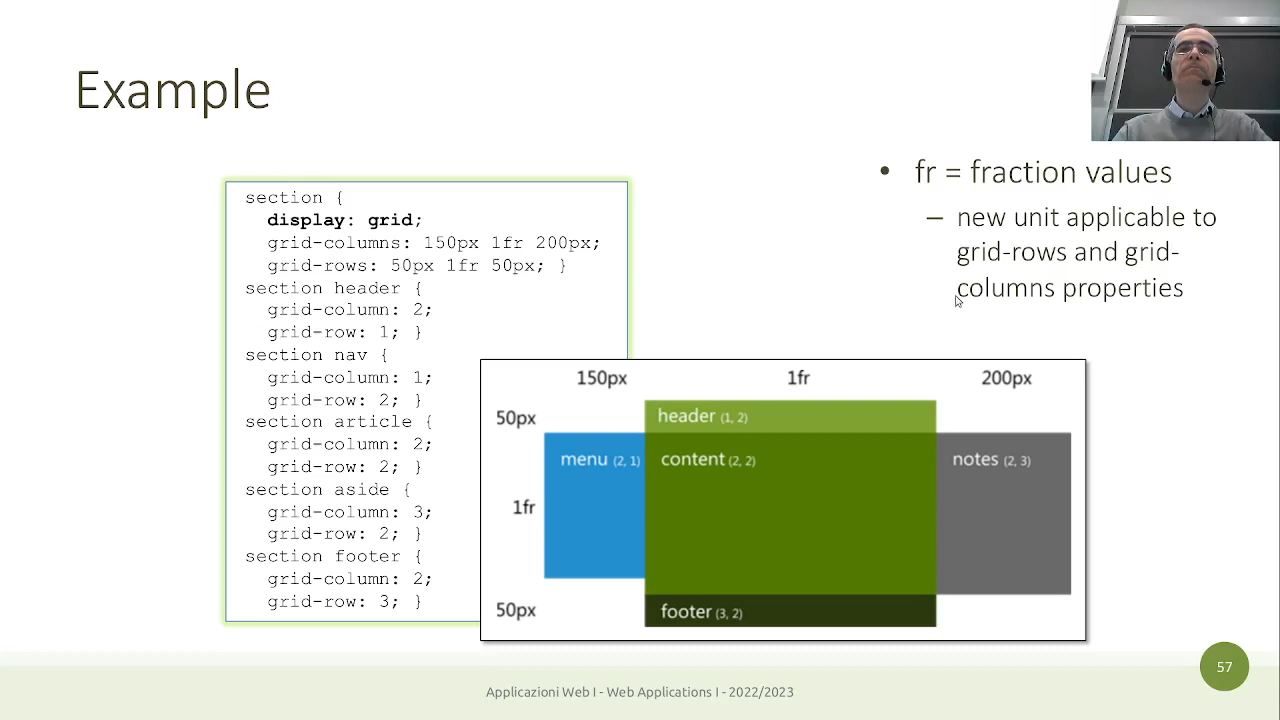 Example
section {
display: grid;
grid-columns: 150px 1fr 200px;
grid-rows: 50px 1fr 50px; }
section header {
grid-column: 2;
grid-row: 1; }
section nav {
grid-column: 1;
grid-row: 2; }
section article {
grid-column: 2;
grid-row: 2; }
section aside {
grid-column: 3;
grid-row: 2; }
section footer {
grid-column: 2;
grid-row: 3; }
• fr = fraction values
– new unit applicable to
grid-rows and grid-
columns properties
150px 1fr 200px
50px header (1, 2)
menu (2, 1) content (2, 2) notes (2, 3)
1fr
50px footer (3, 2)
57
Applicazioni Web I - Web Applications I - 2022/2023